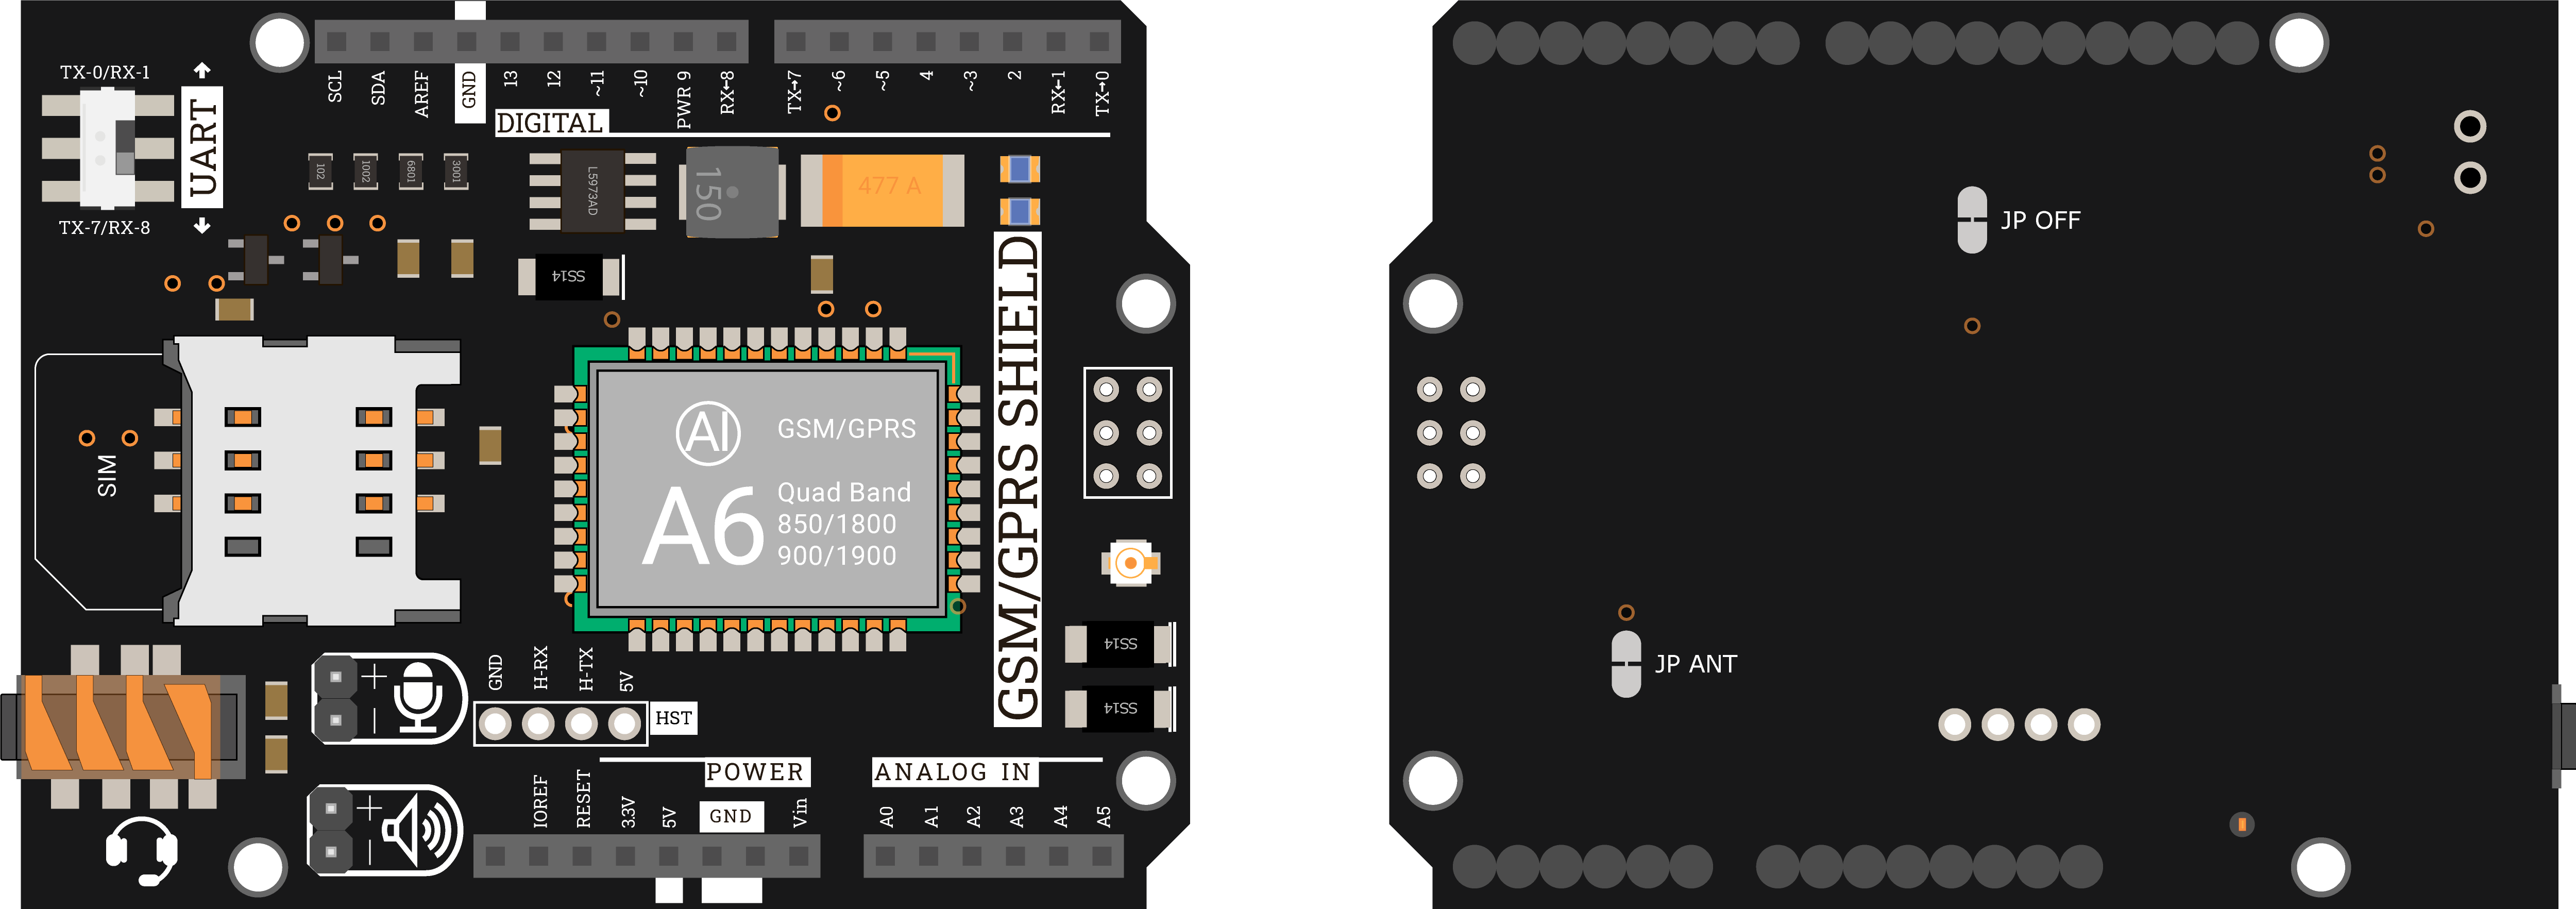 TX-0/RX-1
UART
TX-7/RX-8
SCL
SDA
AREF
GND
13
12
~11
~10
PWR 9
RX←8
TX→7
~6
~5
4
~3
2
RX←1
TX→0
DIGITAL
102
1002
6801
3001
L5973AD
150
477 A
SS14
GSM/GPRS SHIELD
SIM
AI
GSM/GPRS
A6
Quad Band
850/1800
900/1900
SS14
SS14
GND
H-RX
H-TX
5V
HST
POWER
ANALOG IN
IOREF
RESET
3.3V
5V
GND
Vin
A0
A1
A2
A3
A4
A5
JP OFF
JP ANT